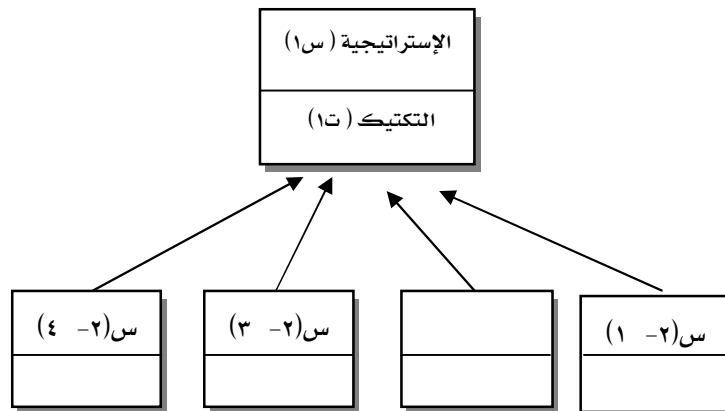 الإستراتيجية ( س١)
التكتيك ( ت١)
س(٢- ١)
س(٢- ٣)
س(٢- ٤)